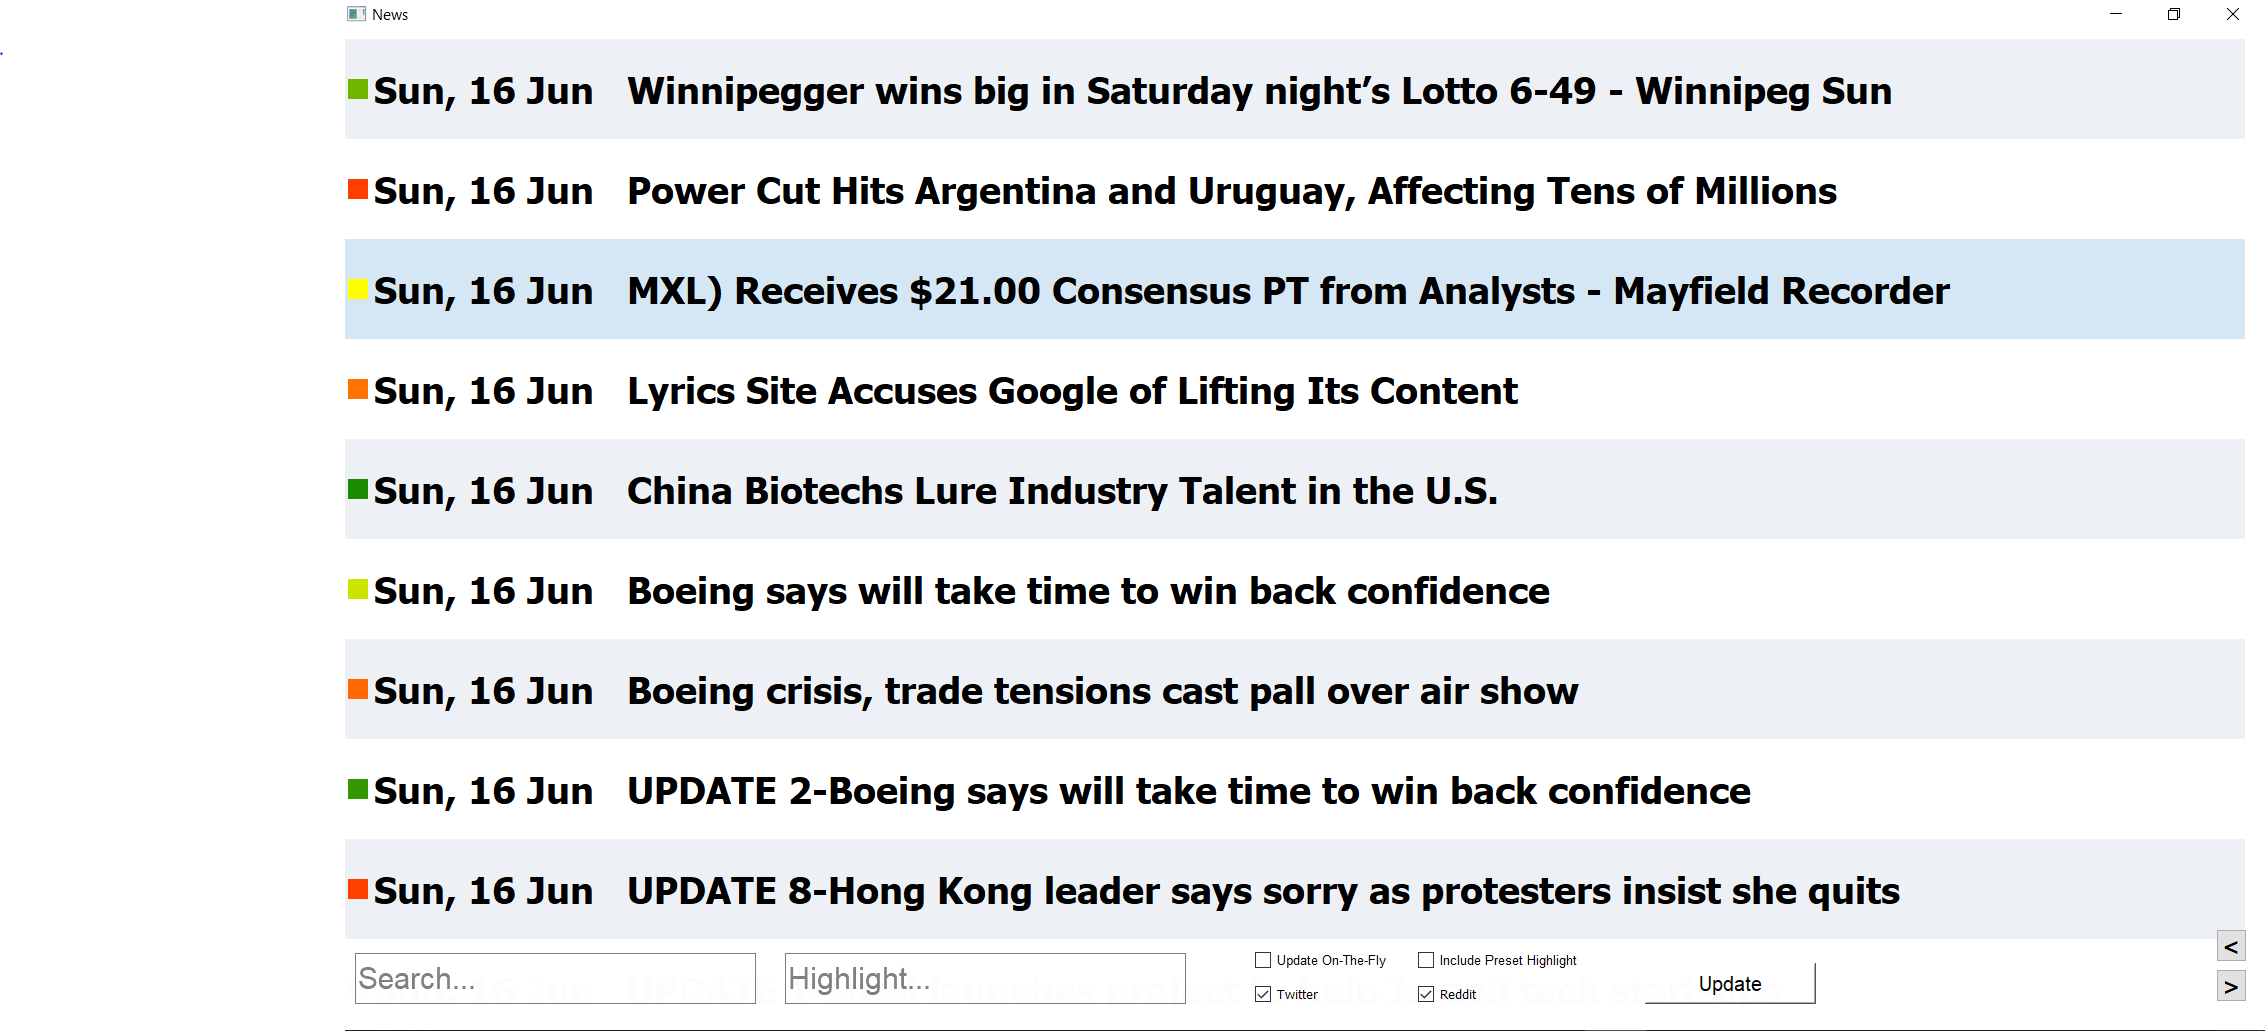 News
Sun, 16 Jun Winnipegger wins big in Saturday night’s Lotto 6-49 - Winnipeg Sun
Sun, 16 Jun Power Cut Hits Argentina and Uruguay, Affecting Tens of Millions
Sun, 16 Jun MXL) Receives $21.00 Consensus PT from Analysts - Mayfield Recorder
Sun, 16 Jun Lyrics Site Accuses Google of Lifting Its Content
Sun, 16 Jun China Biotechs Lure Industry Talent in the U.S.
Sun, 16 Jun Boeing says will take time to win back confidence
Sun, 16 Jun Boeing crisis, trade tensions cast pall over air show
Sun, 16 Jun UPDATE 2-Boeing says will take time to win back confidence
Sun, 16 Jun UPDATE 8-Hong Kong leader says sorry as protesters insist she quits
<
Search... Highlight... Update On-The-Fly Include Preset Highlight Update
Twitter Reddit
>
Sun, 16 Jun UPDATE launches project